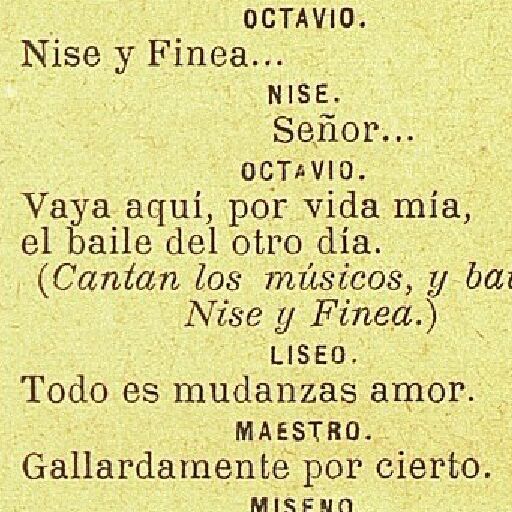 OCTAVIO.
Nise y Finea...
NISE.
Señor...
OCTAVIO.
Vaya aquí, por vida mía,
el baile del otro día.
(Cantan los músicos, y
Nise y Finea.)
LISEO.
Todo es mudanzas amor.
MAESTRO.
Gallardamente por cierto.
MISENO